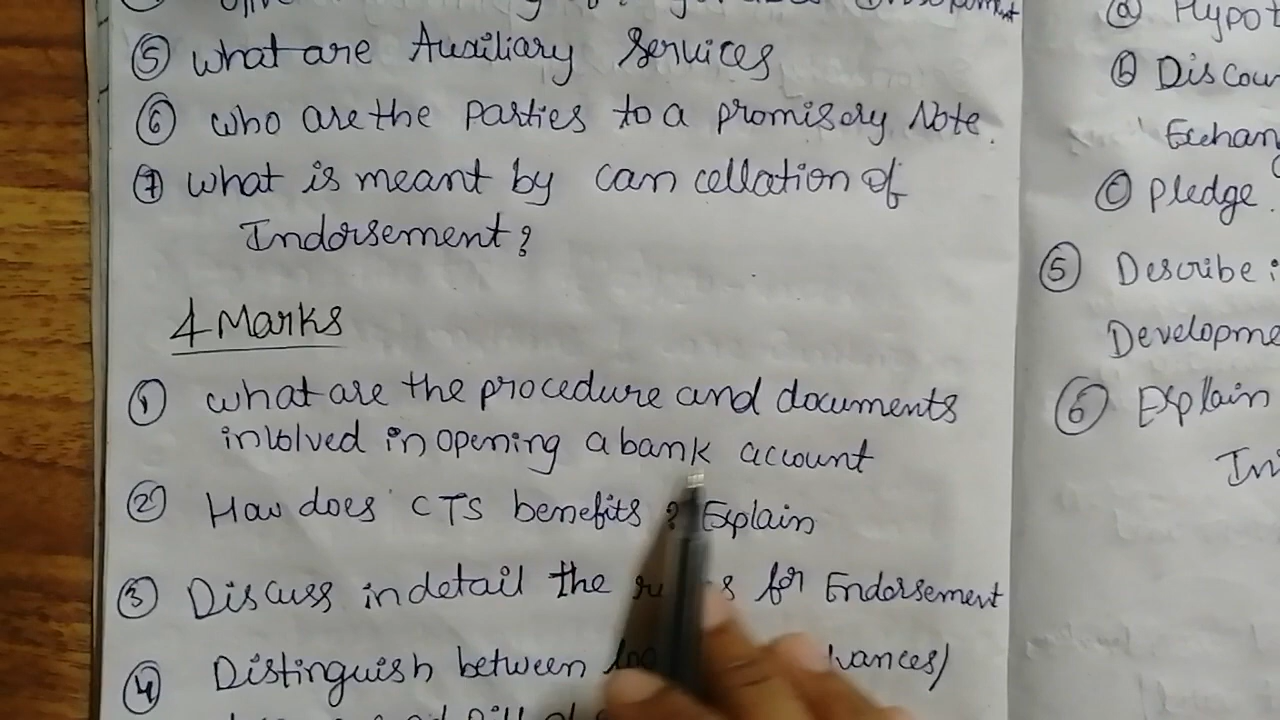 ⑤ what are Auxiliary Services
⑥ who are the parties to a promisory Note.
⑦ what is meant by cancellation of
Indorsement?
4 Marks
① what are the procedure and documents
involved in opening a bank account
② How does CTS benefits? Explain
③ Discuss in detail the for Endorsement
④ Distinguish between
ⓐ
ⓑ
ⓒ Pledge.
⑤ Describe
⑥ Explain